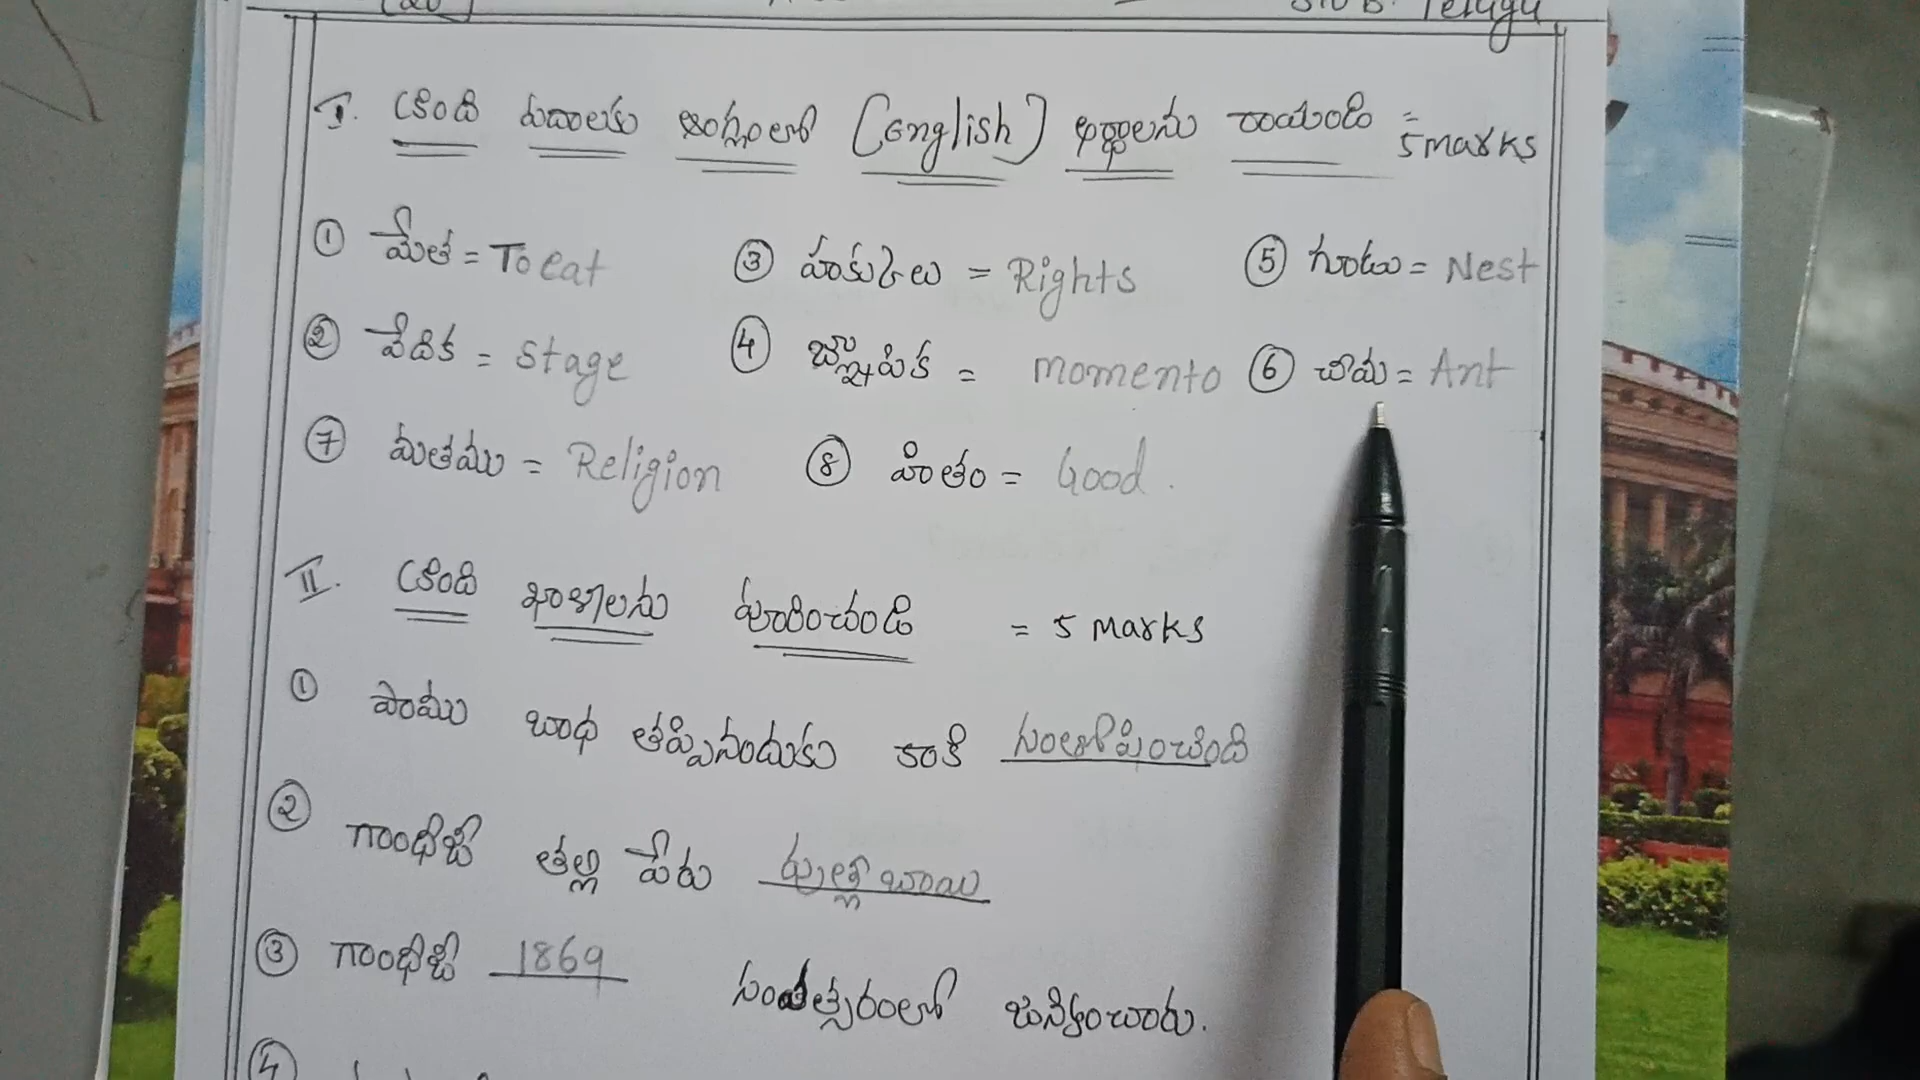 Telugu
I. క్రింది పదాలకు ఆంగ్లంలో (English) అర్థాలను రాయండి = 5 marks
① మేత = To eat ③ హక్కులు = Rights ⑤ గూటు = Nest
② వేదిక = Stage ④ జ్ఞాపిక = momento ⑥ చీమ = Ant
⑦ మతము = Religion ⑧ హితం = Good.
II. క్రింది ఖాళీలను పూరించండి = 5 marks
① పాము బాధ తప్పినందుకు కాకి సంతోషించింది
② గాంధీజీ తల్లి పేరు పుత్లీబాయి
③ గాంధీజీ 1869 సంవత్సరంలో జన్మించారు.
④